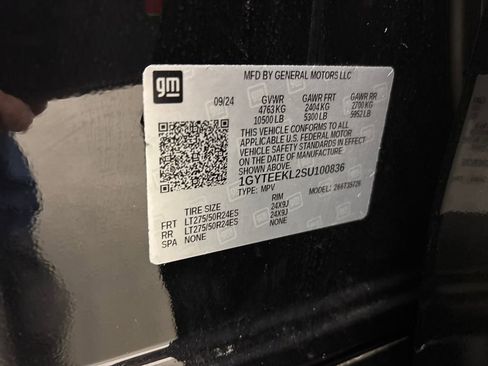 gm
MFD BY GENERAL MOTORS LLC
09/24 GVWR GAWR FRT GAWR RR
4763 KG 2404 KG 2700 KG
10500 LB 5300 LB 5952 LB
THIS VEHICLE CONFORMS TO ALL
APPLICABLE U.S. FEDERAL MOTOR
VEHICLE SAFETY STANDARDS IN EFFECT
ON THE DATE OF MANUFACTURE
1GYTEEKL2SU100836
TYPE: MPV MODEL: 266T35F26
TIRE SIZE RIM
FRT LT275/50R24ES 24X9J
RR LT275/50R24ES 24X9J
SPA NONE NONE